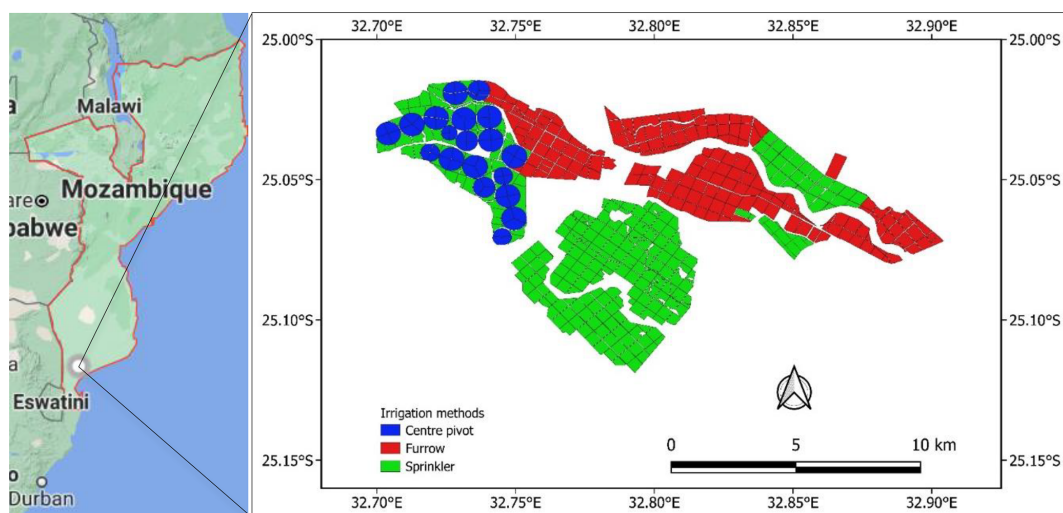 Malawi
Mozambique
are
babwe
a
Eswatini
o
Durban
32.70°E 32.75°E 32.80°E 32.85°E 32.90°E
25.00°S 25.00°S
25.05°S 25.05°S
25.10°S 25.10°S
25.15°S 25.15°S
Irrigation methods
Centre pivot
Furrow
Sprinkler
0 5 10 km
32.70°E 32.75°E 32.80°E 32.85°E 32.90°E